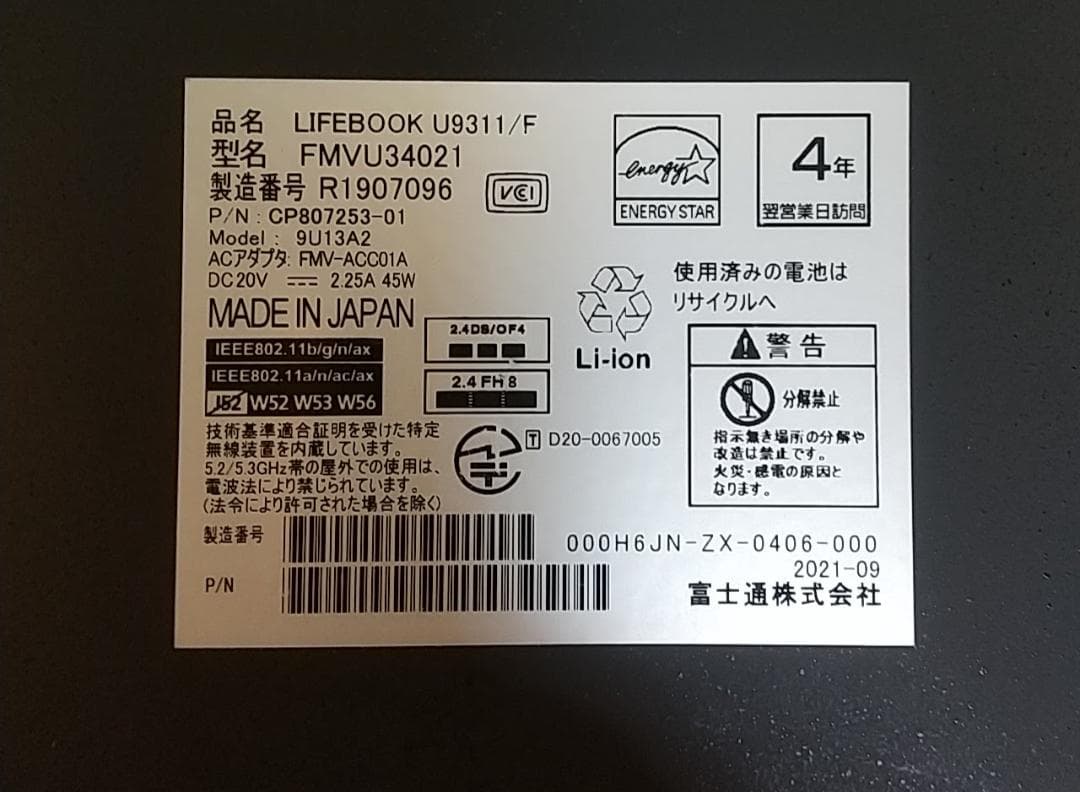 品名 LIFEBOOK U9311/F
型名 FMVU34021
製造番号 R1907096
VCCI
P/N : CP807253-01
Model : 9U13A2
ACアダプタ: FMV-ACC01A
DC20V ⎓ 2.25A 45W
MADE IN JAPAN
IEEE802.11b/g/n/ax
IEEE802.11a/n/ac/ax
J52 W52 W53 W56
2.4DS/OF4
2.4FH8
技術基準適合証明を受けた特定
無線装置を内蔵しています。
5.2/5.3GHz帯の屋外での使用は、
電波法により禁じられています。
(法令により許可された場合を除く)
T D20-0067005
energy
ENERGY STAR
4年
翌営業日訪問
使用済みの電池は
リサイクルへ
Li-ion
警告
分解禁止
指示無き場所の分解や
改造は禁止です。
火災・感電の原因と
なります。
製造番号
P/N
000H6JN-ZX-0406-000
2021-09
富士通株式会社